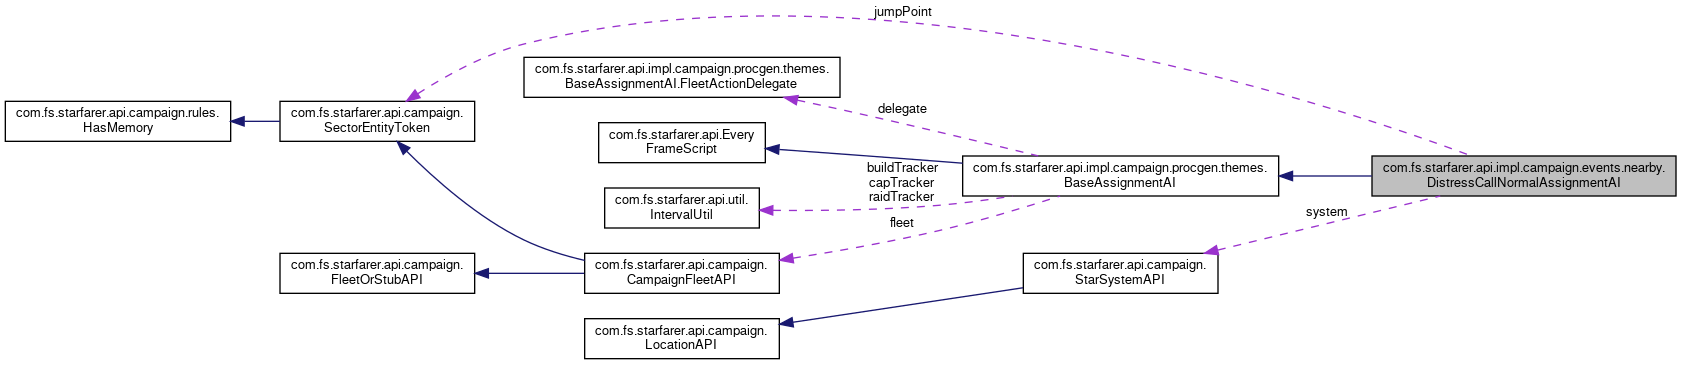 jumpPoint
com.fs.starfarer.api.impl.campaign.procgen.themes.
BaseAssignmentAI.FleetActionDelegate
com.fs.starfarer.api.campaign.rules.
HasMemory
com.fs.starfarer.api.campaign.
SectorEntityToken
delegate
com.fs.starfarer.api.Every
FrameScript
com.fs.starfarer.api.impl.campaign.procgen.themes.
BaseAssignmentAI
com.fs.starfarer.api.impl.campaign.events.nearby.
DistressCallNormalAssignmentAI
buildTracker
capTracker
raidTracker
com.fs.starfarer.api.util.
IntervalUtil
system
fleet
com.fs.starfarer.api.campaign.
FleetOrStubAPI
com.fs.starfarer.api.campaign.
CampaignFleetAPI
com.fs.starfarer.api.campaign.
StarSystemAPI
com.fs.starfarer.api.campaign.
LocationAPI